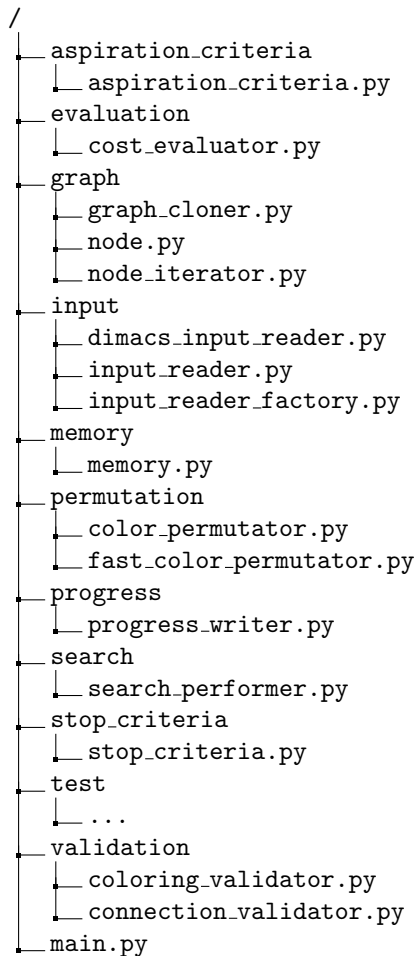 /
aspiration_criteria
aspiration_criteria.py
evaluation
cost_evaluator.py
graph
graph_cloner.py
node.py
node_iterator.py
input
dimacs_input_reader.py
input_reader.py
input_reader_factory.py
memory
memory.py
permutation
color_permutator.py
fast_color_permutator.py
progress
progress_writer.py
search
search_performer.py
stop_criteria
stop_criteria.py
test
...
validation
coloring_validator.py
connection_validator.py
main.py